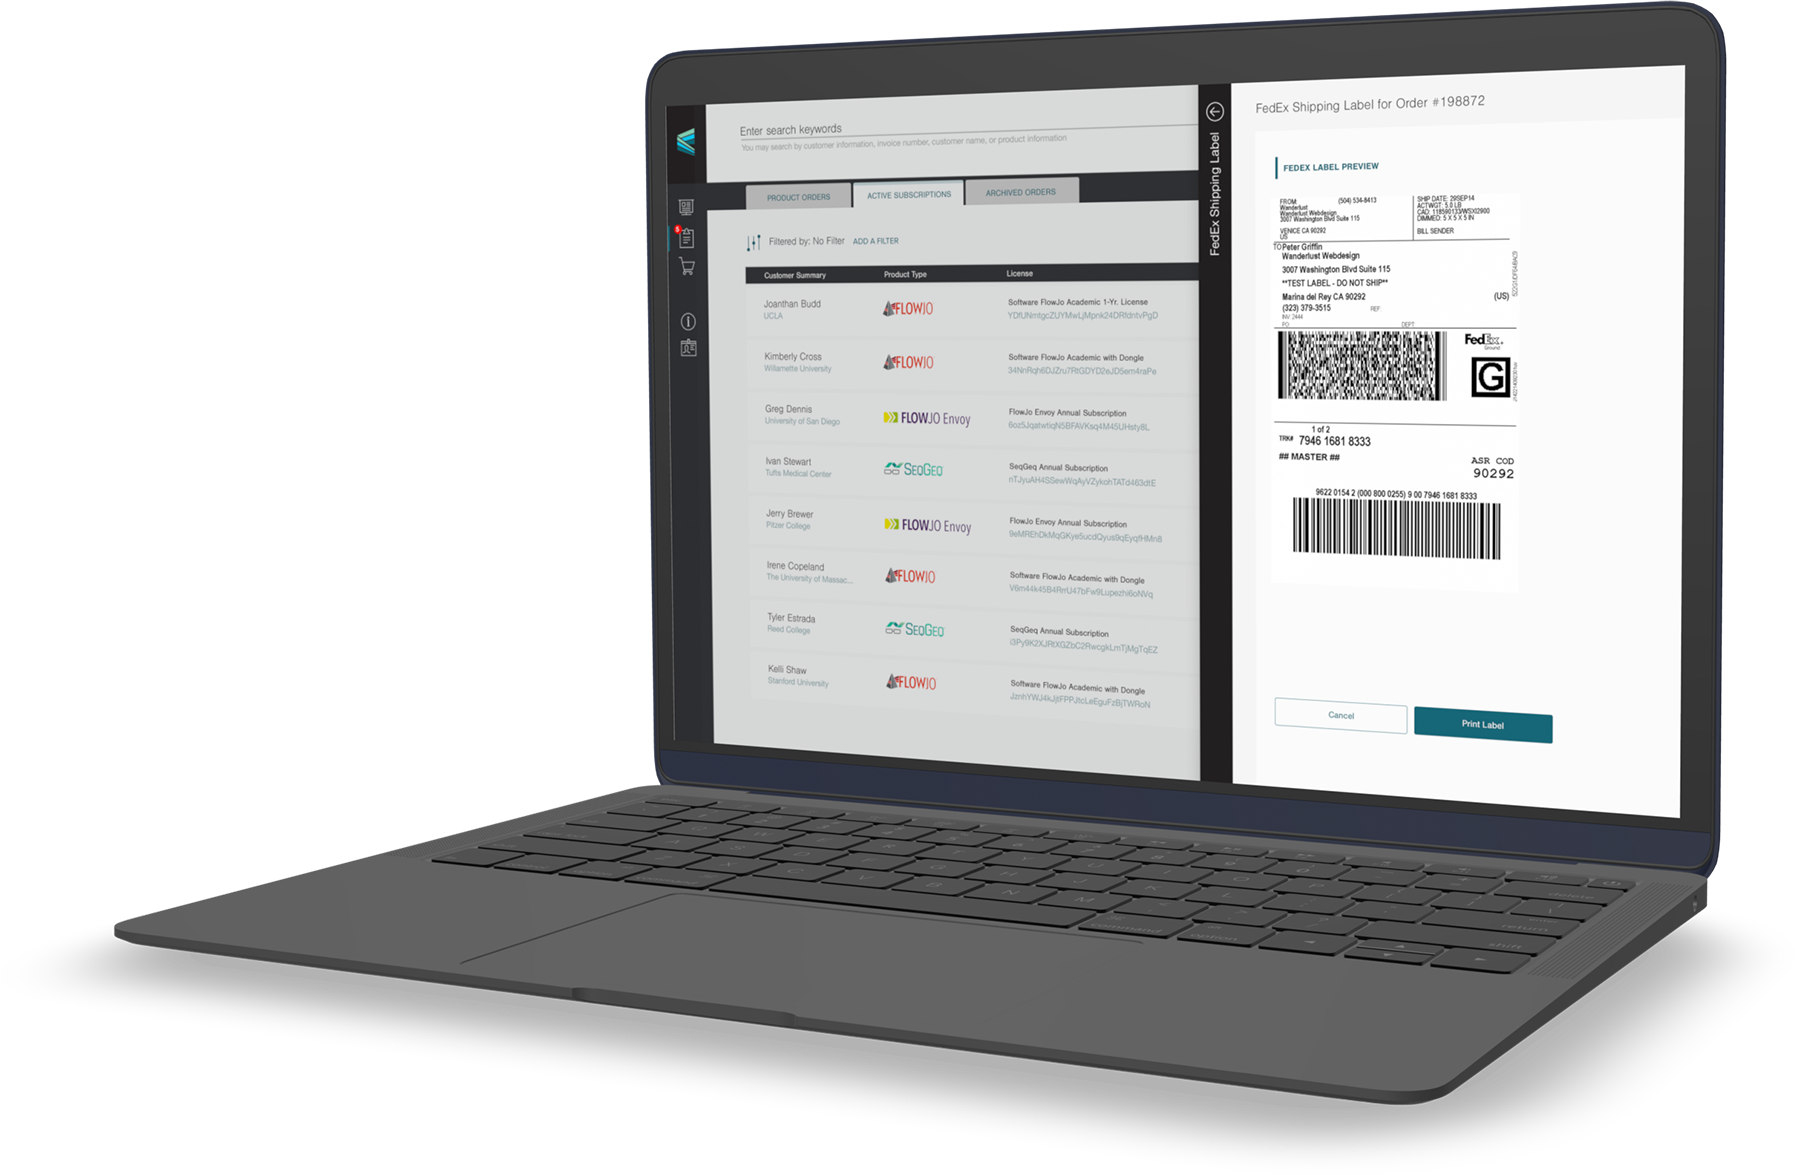 Enter search keywords
You may search by customer information, invoice number, customer name, or product information
PRODUCT ORDERS
ACTIVE SUBSCRIPTIONS
ARCHIVED ORDERS
5
Filtered by: No Filter ADD A FILTER
Customer Summary Product Type License
Joanthan Budd
UCLA
FLOWJO
Software FlowJo Academic 1-Yr. License
Kimberly Cross
Willamette University
FLOWJO
Software FlowJo Academic with Dongle
34NnRqh6DJZru7RtGDYD2eJD5em4raPe
Greg Dennis
University of San Diego
FLOWJO Envoy
FlowJo Envoy Annual Subscription
6oz5JqatwtiqN5BFAVKsq4M45UHsty8L
Ivan Stewart
Tufts Medical Center
SEQGEQ
SeqGeq Annual Subscription
nTJyuAH4SSewWqAyVZykohTATd463dtE
Jerry Brewer
Pitzer College
FLOWJO Envoy
FlowJo Envoy Annual Subscription
9eMREhDkMqGKye5ucdQyus9qEyqfHMn8
Irene Copeland
The University of Massac...
FLOWJO
Software FlowJo Academic with Dongle
V6m44k45B4RrrU47bFw9Lupezhi6oNVq
Tyler Estrada
Reed College
SEQGEQ
SeqGeq Annual Subscription
i3Py9K2XJRtXGZbC2RwcgkLmTjMgTqEZ
Kelli Shaw
Stanford University
FLOWJO
Software FlowJo Academic with Dongle
FedEx Shipping Label
FedEx Shipping Label for Order #198872
FEDEX LABEL PREVIEW
FROM: (504) 534-8413
Wanderlust
Wanderlust Webdesign
3007 Washington Blvd Suite 115
VENICE CA 90292
US
SHIP DATE: 29SEP14
ACTWGT: 5.0 LB
CAD: 118590133/WSXI2900
DIMMED: 5 X 5 X 5 IN
BILL SENDER
TO Peter Griffin
Wanderlust Webdesign
3007 Washington Blvd Suite 115
**TEST LABEL - DO NOT SHIP**
Marina del Rey CA 90292 (US)
(323) 379-3515 REF:
INV: 2444
PO: DEPT:
FedEx
Ground
G
1 of 2
TRK# 7946 1681 8333
## MASTER ##
ASR COD
90292
9622 0154 2 (000 800 0255) 9 00 7946 1681 8333
Cancel
Print Label
command
option
return
shift